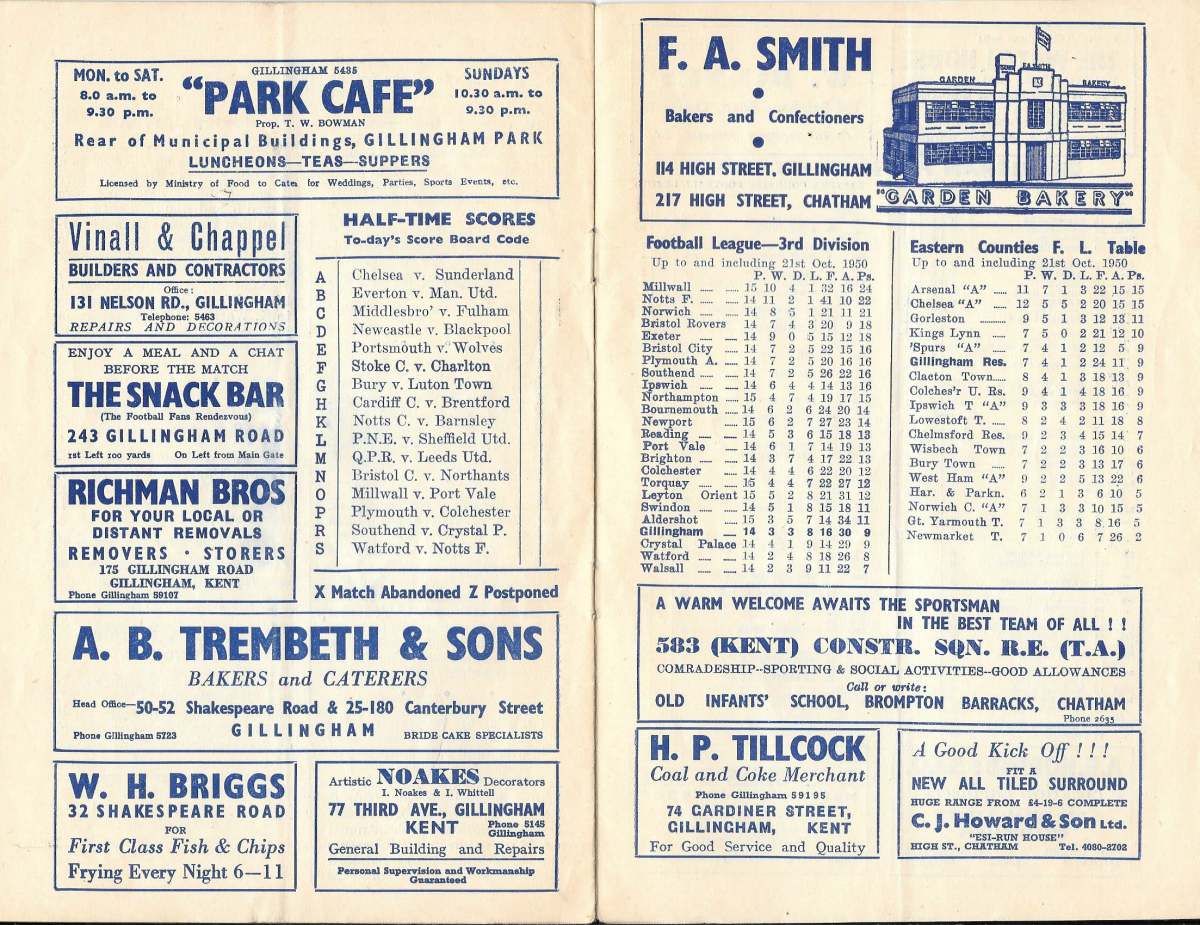 MON. to SAT.
8.0 a.m. to
9.30 p.m.
GILLINGHAM 5485
"PARK CAFE"
Prop. T. W. BOWMAN
SUNDAYS
10.30 a.m. to
9.30 p.m.
Rear of Municipal Buildings, GILLINGHAM PARK
LUNCHEONS—TEAS—SUPPERS
Licensed by Ministry of Food to Cater for Weddings, Parties, Sports Events, etc.
Vinall & Chappel
BUILDERS AND CONTRACTORS
Office:
131 NELSON RD., GILLINGHAM
Telephone: 5463
REPAIRS AND DECORATIONS
ENJOY A MEAL AND A CHAT
BEFORE THE MATCH
THE SNACK BAR
(The Football Fans Rendezvous)
243 GILLINGHAM ROAD
1st Left 100 yards On Left from Main Gate
RICHMAN BROS
FOR YOUR LOCAL OR
DISTANT REMOVALS
REMOVERS · STORERS
175 GILLINGHAM ROAD
GILLINGHAM, KENT
Phone Gillingham 59107
HALF-TIME SCORES
To-day's Score Board Code
A Chelsea v. Sunderland
B Everton v. Man. Utd.
C Middlesbro' v. Fulham
D Newcastle v. Blackpool
E Portsmouth v. Wolves
F Stoke C. v. Charlton
G Bury v. Luton Town
H Cardiff C. v. Brentford
K Notts C. v. Barnsley
L P.N.E. v. Sheffield Utd.
M Q.P.R. v. Leeds Utd.
N Bristol C. v. Northants
O Millwall v. Port Vale
P Plymouth v. Colchester
R Southend v. Crystal P.
S Watford v. Notts F.
X Match Abandoned Z Postponed
A. B. TREMBETH & SONS
BAKERS and CATERERS
Head Office—50-52 Shakespeare Road & 25-180 Canterbury Street
Phone Gillingham 5723 GILLINGHAM BRIDE CAKE SPECIALISTS
W. H. BRIGGS
32 SHAKESPEARE ROAD
FOR
First Class Fish & Chips
Frying Every Night 6—11
Artistic NOAKES Decorators
I. Noakes & I. Whittell
77 THIRD AVE., GILLINGHAM
KENT Phone 5145
Gillingham
General Building and Repairs
Personal Supervision and Workmanship
Guaranteed
F. A. SMITH
Bakers and Confectioners
114 HIGH STREET, GILLINGHAM
217 HIGH STREET, CHATHAM
GARDEN F.A. SMITH BAKERY
"GARDEN BAKERY"
Football League—3rd Division
Up to and including 21st Oct. 1950
P. W. D. L. F. A. Ps.
Millwall 15 10 4 1 32 16 24
Notts F. 14 11 2 1 41 10 22
Norwich 14 8 5 1 21 11 21
Bristol Rovers 14 7 4 3 20 9 18
Exeter 14 9 0 5 15 12 18
Bristol City 14 7 2 5 22 15 16
Plymouth A. 14 7 2 5 20 16 16
Southend 14 7 2 5 26 22 16
Ipswich 14 6 4 4 14 13 16
Northampton 15 4 7 4 19 17 15
Bournemouth 14 6 2 6 24 20 14
Newport 15 6 2 7 27 23 14
Reading 14 5 3 6 15 18 13
Port Vale 14 6 1 7 14 19 13
Brighton 14 3 7 4 17 22 13
Colchester 14 4 4 6 22 20 12
Torquay 15 4 4 7 22 27 12
Leyton Orient 15 5 2 8 21 31 12
Swindon 14 5 1 8 15 18 11
Aldershot 15 3 5 7 14 34 11
Gillingham 14 3 3 8 16 30 9
Crystal Palace 14 4 1 9 14 29 9
Watford 14 2 4 8 18 26 8
Walsall 14 2 3 9 11 22 7
Eastern Counties F. L. Table
Up to and including 21st Oct. 1950
P. W. D. L. F. A. Ps.
Arsenal "A" 11 7 1 3 22 15 15
Chelsea "A" 12 5 5 2 20 15 15
Gorleston 9 5 1 3 12 13 11
Kings Lynn 7 5 0 2 21 12 10
'Spurs "A" 7 4 1 2 12 5 9
Gillingham Res. 7 4 1 2 24 11 9
Clacton Town 8 4 1 3 18 13 9
Colches'r U. Rs. 9 4 1 4 18 16 9
Ipswich T "A" 9 3 3 3 18 16 9
Lowestoft T. 8 2 4 2 11 18 8
Chelmsford Res. 9 2 3 4 15 14 7
Wisbech Town 7 2 2 3 16 10 6
Bury Town 7 2 2 3 13 17 6
West Ham "A" 9 2 2 5 13 22 6
Har. & Parkn. 6 2 1 3 6 10 5
Norwich C. "A" 7 1 3 3 10 15 5
Gt. Yarmouth T. 7 1 3 3 8 16 5
Newmarket T. 7 1 0 6 7 26 2
A WARM WELCOME AWAITS THE SPORTSMAN
IN THE BEST TEAM OF ALL ! !
583 (KENT) CONSTR. SQN. R.E. (T.A.)
COMRADESHIP--SPORTING & SOCIAL ACTIVITIES--GOOD ALLOWANCES
Call or write:
OLD INFANTS' SCHOOL, BROMPTON BARRACKS, CHATHAM
Phone 2635
H. P. TILLCOCK
Coal and Coke Merchant
Phone Gillingham 59195
74 GARDINER STREET,
GILLINGHAM, KENT
For Good Service and Quality
A Good Kick Off ! ! !
FIT A
NEW ALL TILED SURROUND
HUGE RANGE FROM £4-19-6 COMPLETE
C. J. Howard & Son Ltd.
"ESI-RUN HOUSE"
HIGH ST., CHATHAM Tel. 4080-2702